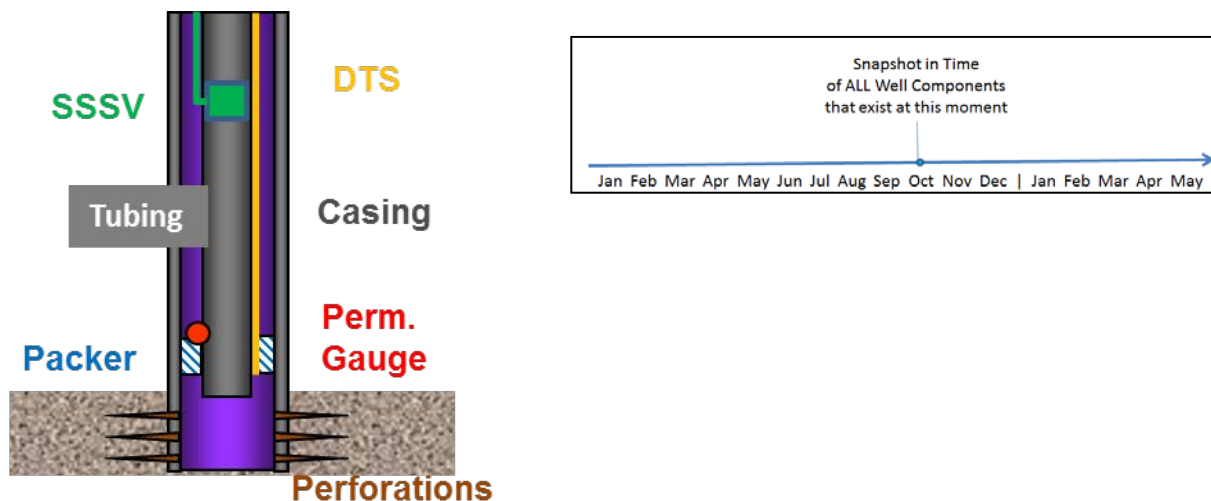 SSSV
DTS
Tubing
Casing
Packer
Perm.
Gauge
Perforations
Snapshot in Time
of ALL Well Components
that exist at this moment
Jan Feb Mar Apr May Jun Jul Aug Sep Oct Nov Dec | Jan Feb Mar Apr May